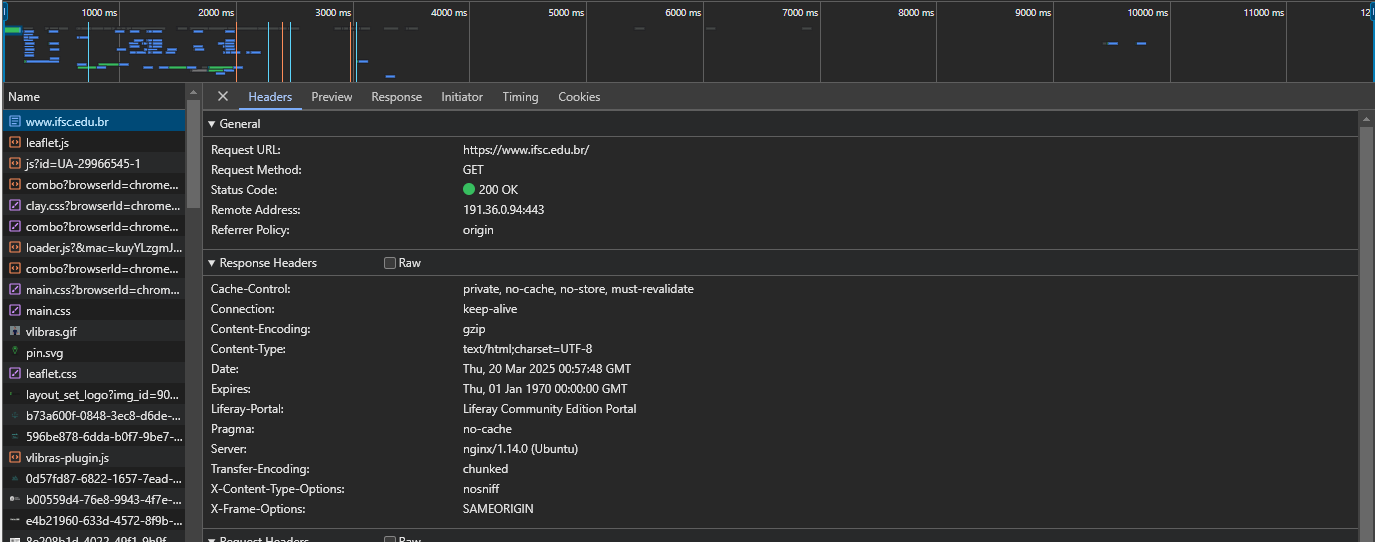 1000 ms 2000 ms 3000 ms 4000 ms 5000 ms 6000 ms 7000 ms 8000 ms 9000 ms 10000 ms 11000 ms 12
Name
Headers Preview Response Initiator Timing Cookies
www.ifsc.edu.br
leaflet.js
js?id=UA-29966545-1
combo?browserId=chrome...
clay.css?browserId=chrome...
combo?browserId=chrome...
loader.js?&mac=kuyYLzgmJ...
combo?browserId=chrome...
main.css?browserId=chrom...
main.css
vlibras.gif
pin.svg
leaflet.css
layout_set_logo?img_id=90...
b73a600f-0848-3ec8-d6de-...
596be878-6dda-b0f7-9be7-...
vlibras-plugin.js
0d57fd87-6822-1657-7ead-...
b00559d4-76e8-9943-4f7e-...
e4b21960-633d-4572-8f9b-...
8e208b1d-4022-49f1-9b9f
General
Request URL: https://www.ifsc.edu.br/
Request Method: GET
Status Code: 200 OK
Remote Address: 191.36.0.94:443
Referrer Policy: origin
Response Headers Raw
Cache-Control: private, no-cache, no-store, must-revalidate
Connection: keep-alive
Content-Encoding: gzip
Content-Type: text/html;charset=UTF-8
Date: Thu, 20 Mar 2025 00:57:48 GMT
Expires: Thu, 01 Jan 1970 00:00:00 GMT
Liferay-Portal: Liferay Community Edition Portal
Pragma: no-cache
Server: nginx/1.14.0 (Ubuntu)
Transfer-Encoding: chunked
X-Content-Type-Options: nosniff
X-Frame-Options: SAMEORIGIN
Request Headers Raw